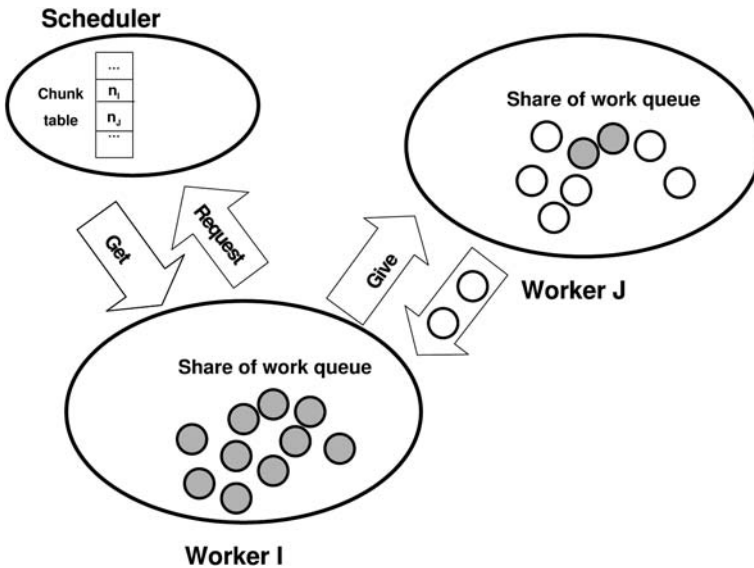 Scheduler
...
Chunk
n_I
table
n_J
...
Share of work queue
Get
Request
Give
Worker J
Share of work queue
Worker I